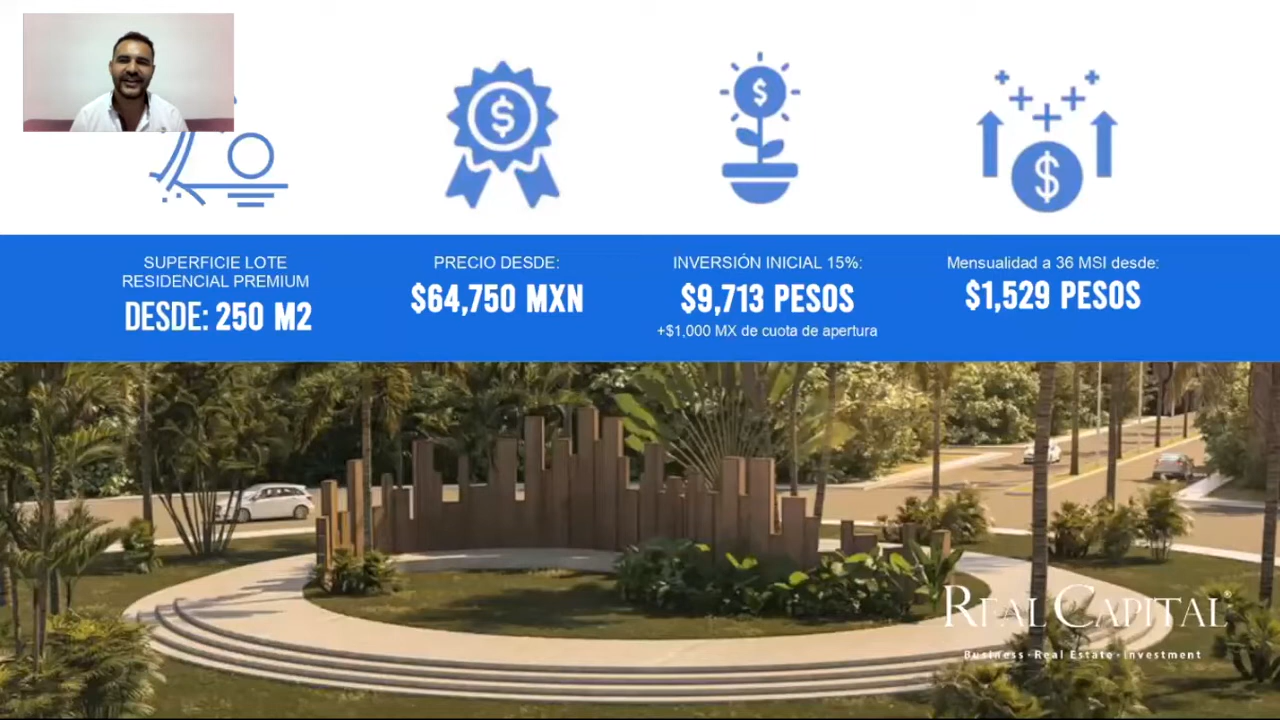 SUPERFICIE LOTE
RESIDENCIAL PREMIUM
DESDE: 250 M2
PRECIO DESDE:
$64,750 MXN
INVERSIÓN INICIAL 15%:
$9,713 PESOS
+$1,000 MX de cuota de apertura
Mensualidad a 36 MSI desde:
$1,529 PESOS
REAL CAPITAL®
Business · Real Estate · Investment